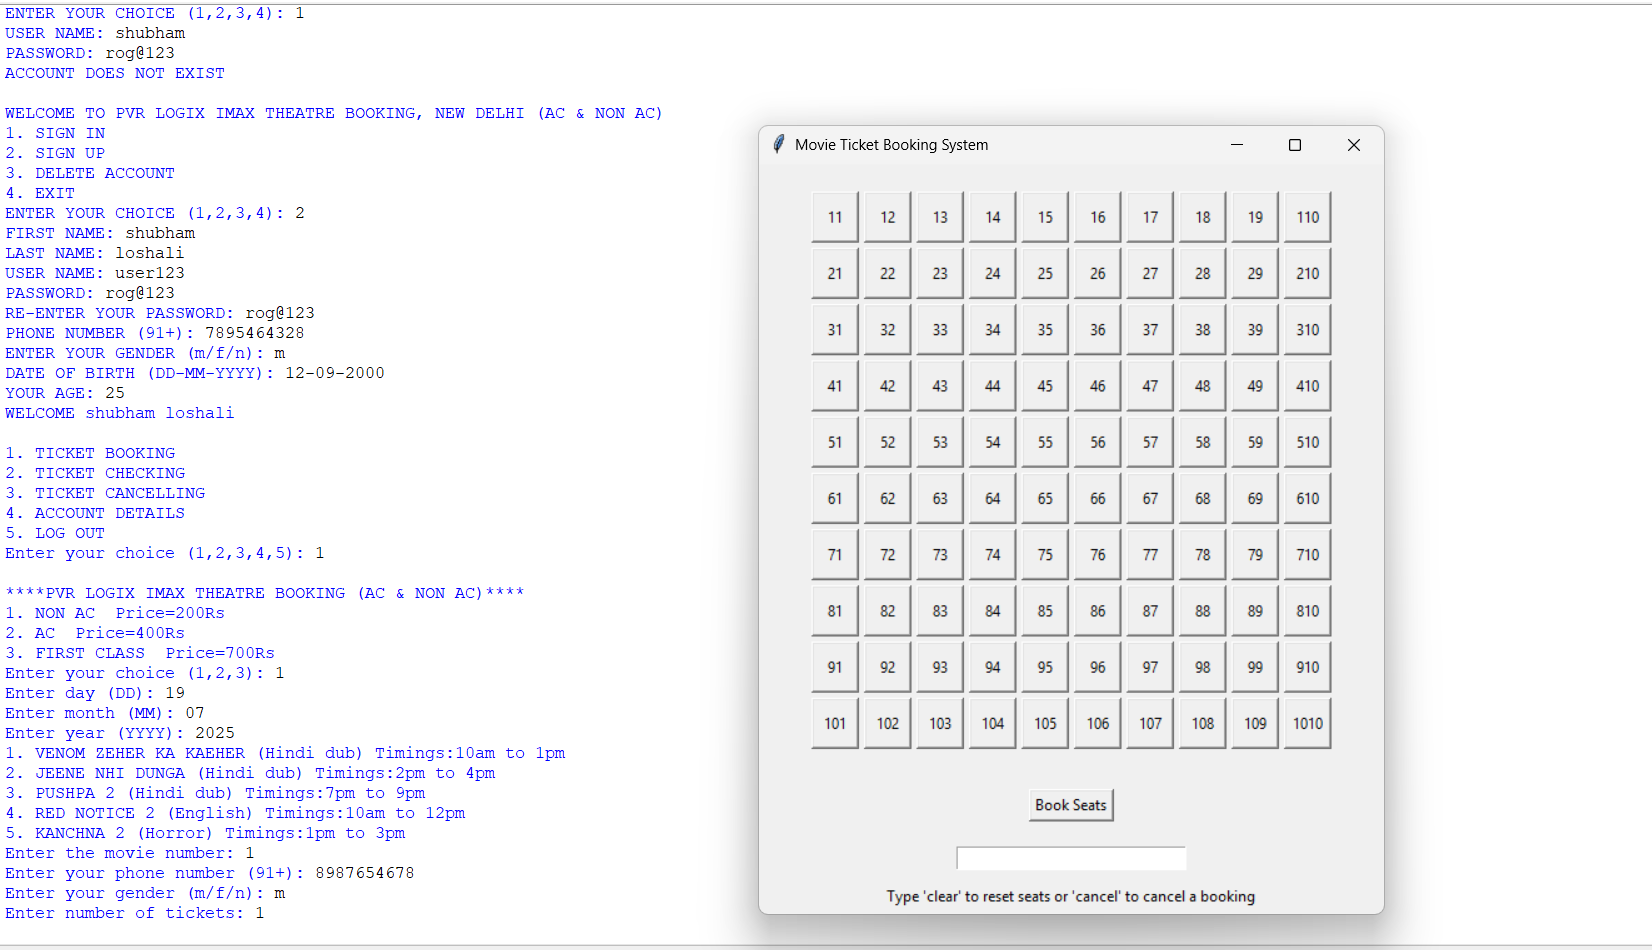 ENTER YOUR CHOICE (1,2,3,4): 1
USER NAME: shubham
PASSWORD: rog@123
ACCOUNT DOES NOT EXIST
WELCOME TO PVR LOGIX IMAX THEATRE BOOKING, NEW DELHI (AC & NON AC)
1. SIGN IN
2. SIGN UP
3. DELETE ACCOUNT
4. EXIT
ENTER YOUR CHOICE (1,2,3,4): 2
FIRST NAME: shubham
LAST NAME: loshali
USER NAME: user123
PASSWORD: rog@123
RE-ENTER YOUR PASSWORD: rog@123
PHONE NUMBER (91+): 7895464328
ENTER YOUR GENDER (m/f/n): m
DATE OF BIRTH (DD-MM-YYYY): 12-09-2000
YOUR AGE: 25
WELCOME shubham loshali
1. TICKET BOOKING
2. TICKET CHECKING
3. TICKET CANCELLING
4. ACCOUNT DETAILS
5. LOG OUT
Enter your choice (1,2,3,4,5): 1
****PVR LOGIX IMAX THEATRE BOOKING (AC & NON AC)****
1. NON AC  Price=200Rs
2. AC  Price=400Rs
3. FIRST CLASS  Price=700Rs
Enter your choice (1,2,3): 1
Enter day (DD): 19
Enter month (MM): 07
Enter year (YYYY): 2025
1. VENOM ZEHER KA KAEHER (Hindi dub) Timings:10am to 1pm
2. JEENE NHI DUNGA (Hindi dub) Timings:2pm to 4pm
3. PUSHPA 2 (Hindi dub) Timings:7pm to 9pm
4. RED NOTICE 2 (English) Timings:10am to 12pm
5. KANCHNA 2 (Horror) Timings:1pm to 3pm
Enter the movie number: 1
Enter your phone number (91+): 8987654678
Enter your gender (m/f/n): m
Enter number of tickets: 1
Movie Ticket Booking System
11 12 13 14 15 16 17 18 19 110
21 22 23 24 25 26 27 28 29 210
31 32 33 34 35 36 37 38 39 310
41 42 43 44 45 46 47 48 49 410
51 52 53 54 55 56 57 58 59 510
61 62 63 64 65 66 67 68 69 610
71 72 73 74 75 76 77 78 79 710
81 82 83 84 85 86 87 88 89 810
91 92 93 94 95 96 97 98 99 910
101 102 103 104 105 106 107 108 109 1010
Book Seats
Type 'clear' to reset seats or 'cancel' to cancel a booking